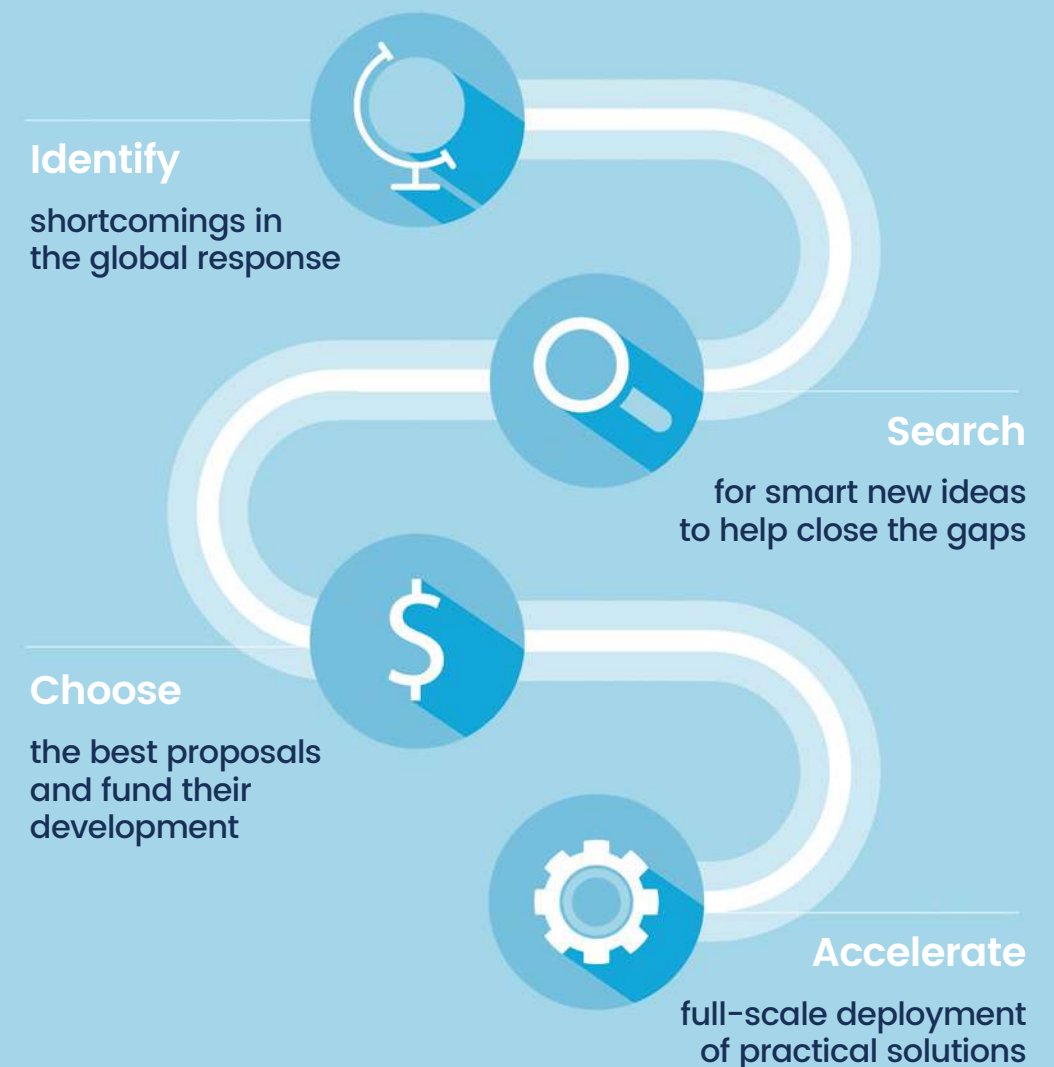 Identify
shortcomings in
the global response
Search
for smart new ideas
to help close the gaps
$
Choose
the best proposals
and fund their
development
Accelerate
full-scale deployment
of practical solutions